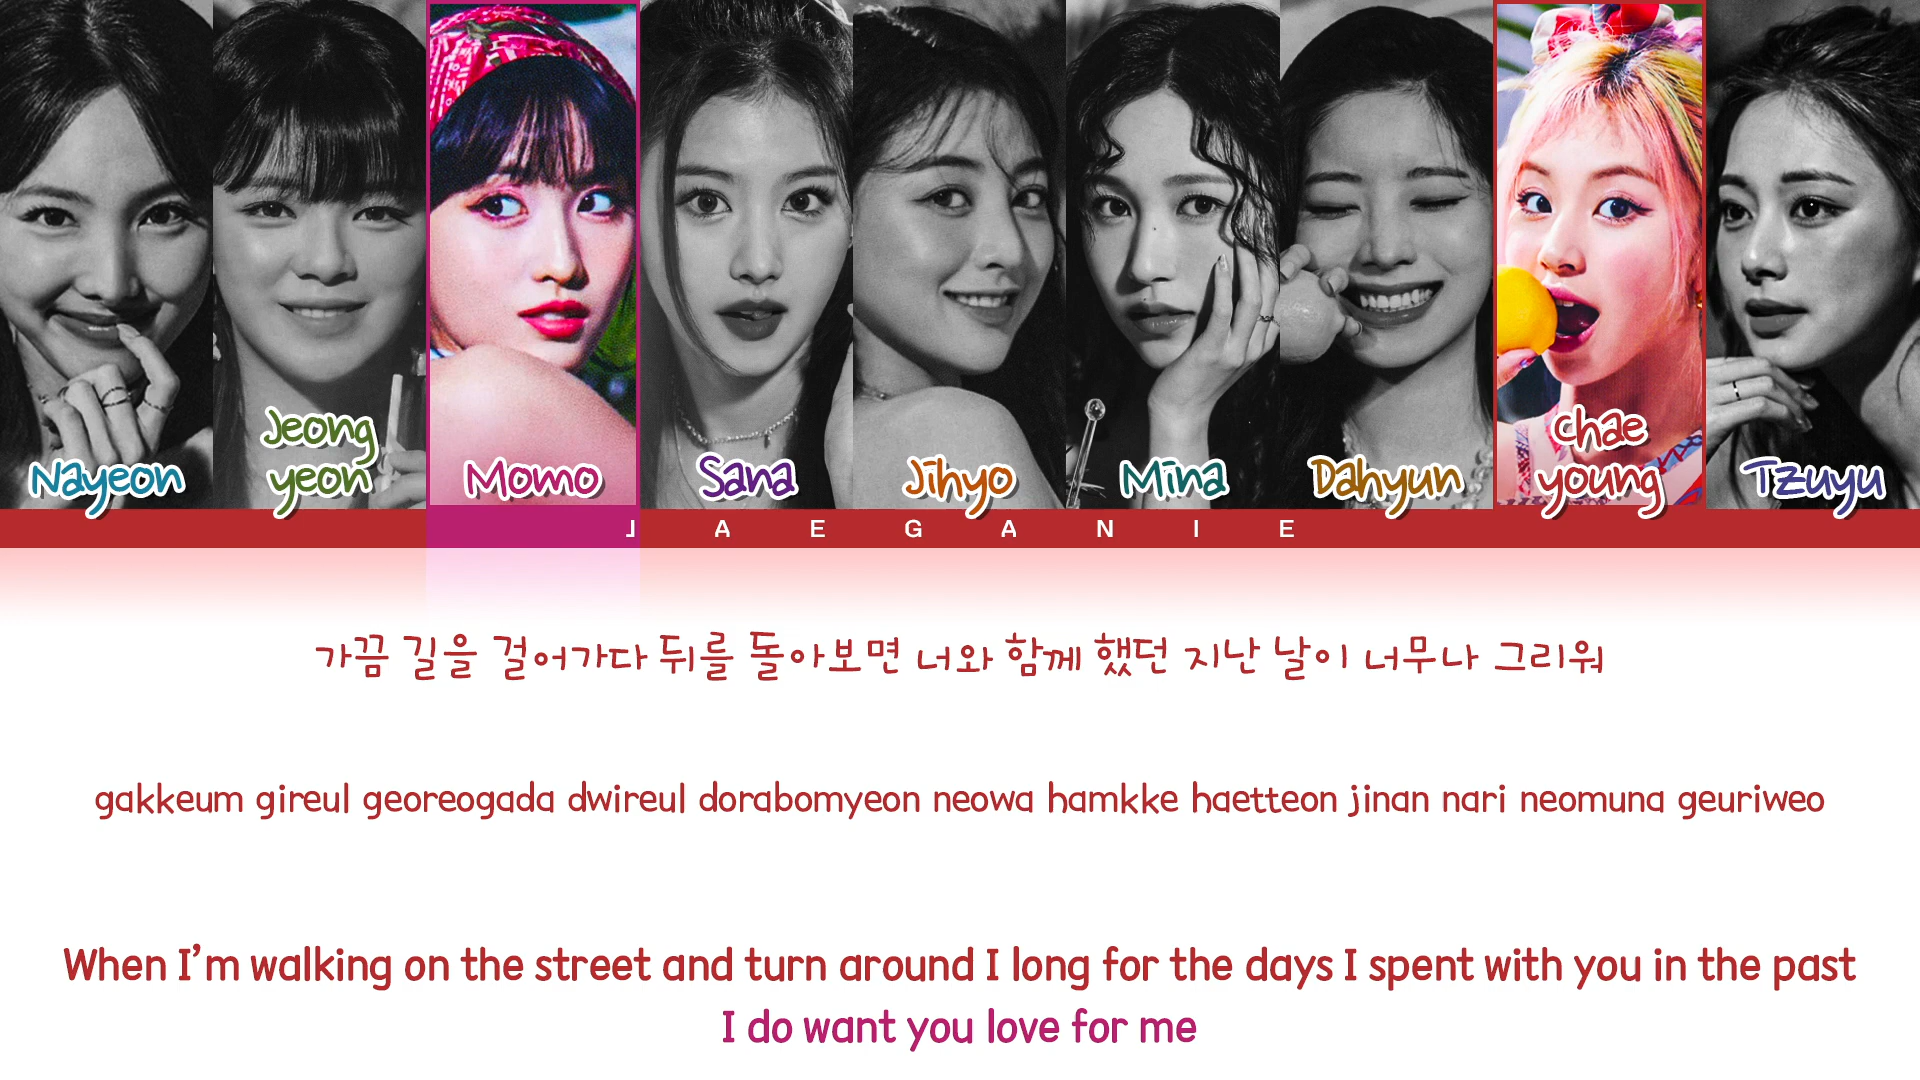 Nayeon
Jeong
yeon
Momo
Sana
Jihyo
Mina
Dahyun
chae
young
Tzuyu
JAEGANIE
가끔 길을 걸어가다 뒤를 돌아보면 너와 함께 했던 지난 날이 너무나 그리워
gakkeum gireul georeogada dwireul dorabomyeon neowa hamkke haetteon jinan nari neomuna geuriweo
When I'm walking on the street and turn around I long for the days I spent with you in the past
I do want you love for me